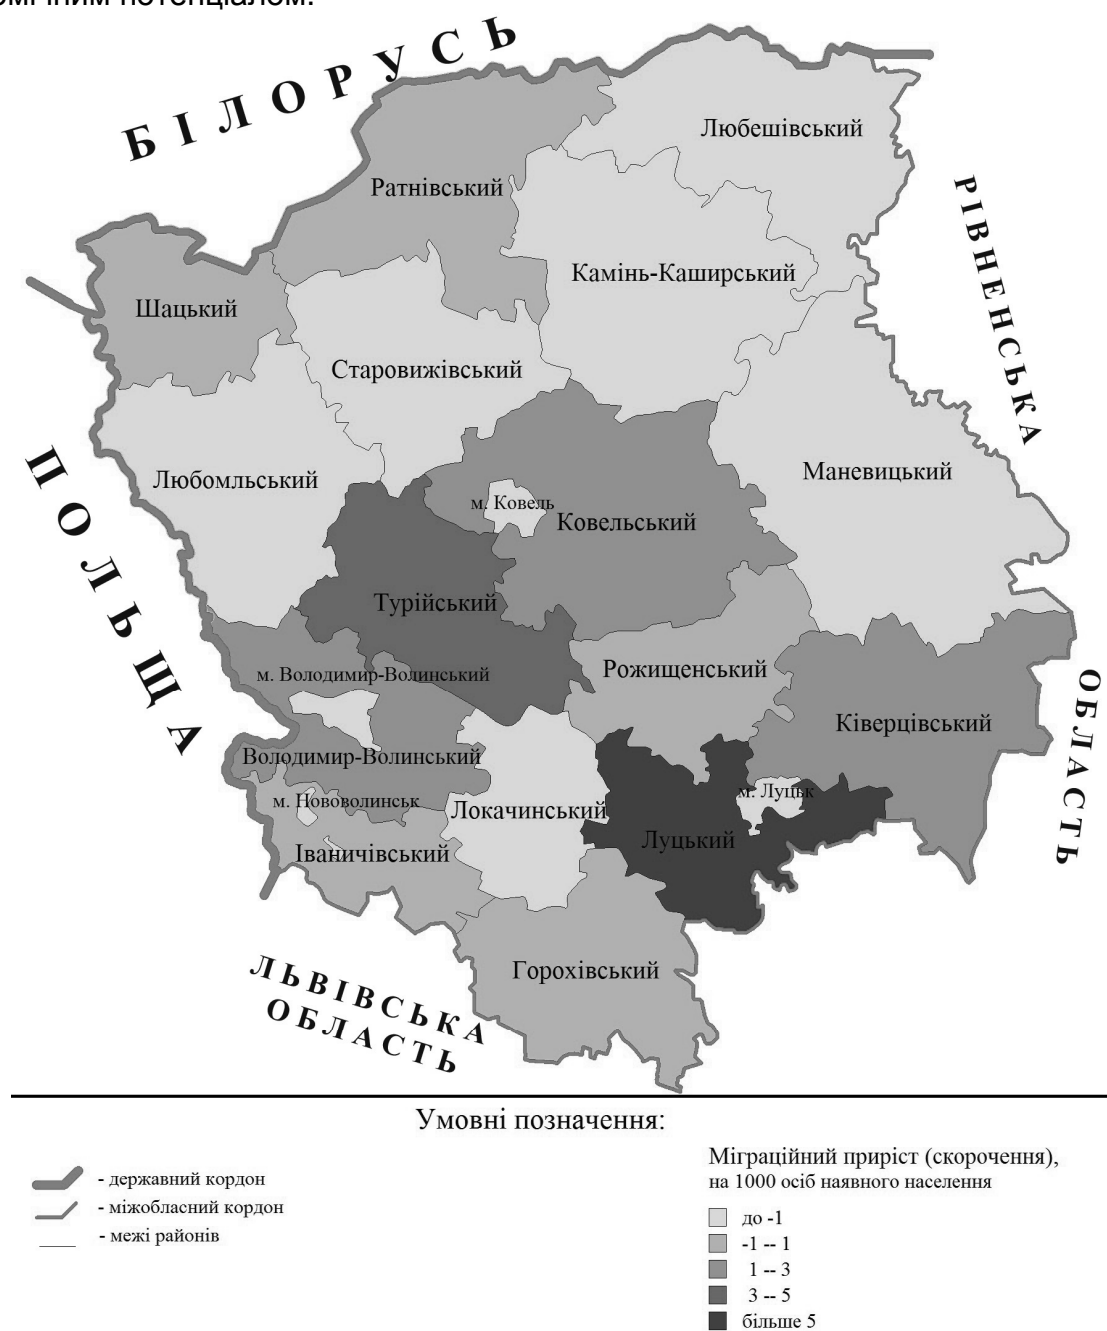 омічним потенціалом.
БІЛОРУСЬ
Любешівський
Ратнівський
РІВНЕНСЬКА
Камінь-Каширський
Шацький
Старовижівський
ПОЛЬЩА
Любомльський
Маневицький
м. Ковель
Ковельський
Турійський
Рожищенський
м. Володимир-Волинський
ОБЛАСТЬ
Ківерцівський
Володимир-Волинський
м. Нововолинськ
Локачинський
м. Луцьк
Луцький
Іваничівський
Горохівський
ЛЬВІВСЬКА
ОБЛАСТЬ
Умовні позначення:
- державний кордон
- міжобласний кордон
- межі районів
Міграційний приріст (скорочення),
на 1000 осіб наявного населення
до -1
-1 -- 1
1 -- 3
3 -- 5
більше 5